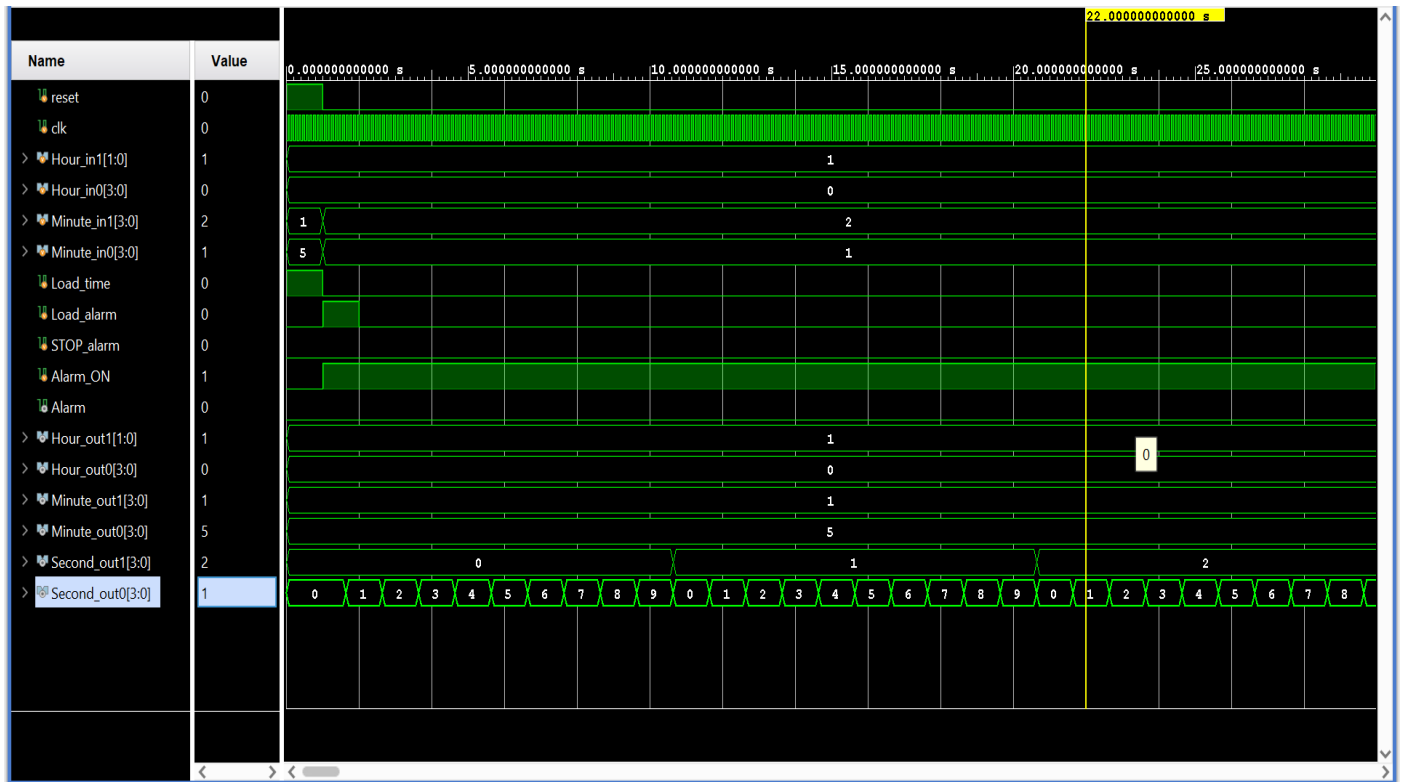 22.000000000000 s
Name Value
0.000000000000 s 5.000000000000 s 10.000000000000 s 15.000000000000 s 20.000000000000 s 25.000000000000 s
reset 0
clk 0
Hour_in1[1:0] 1 1
Hour_in0[3:0] 0 0
Minute_in1[3:0] 2 1 2
Minute_in0[3:0] 1 5 1
Load_time 0
Load_alarm 0
STOP_alarm 0
Alarm_ON 1
Alarm 0
Hour_out1[1:0] 1 1
0
Hour_out0[3:0] 0 0
Minute_out1[3:0] 1 1
Minute_out0[3:0] 5 5
Second_out1[3:0] 2 0 1 2
Second_out0[3:0] 1 0 1 2 3 4 5 6 7 8 9 0 1 2 3 4 5 6 7 8 9 0 1 2 3 4 5 6 7 8